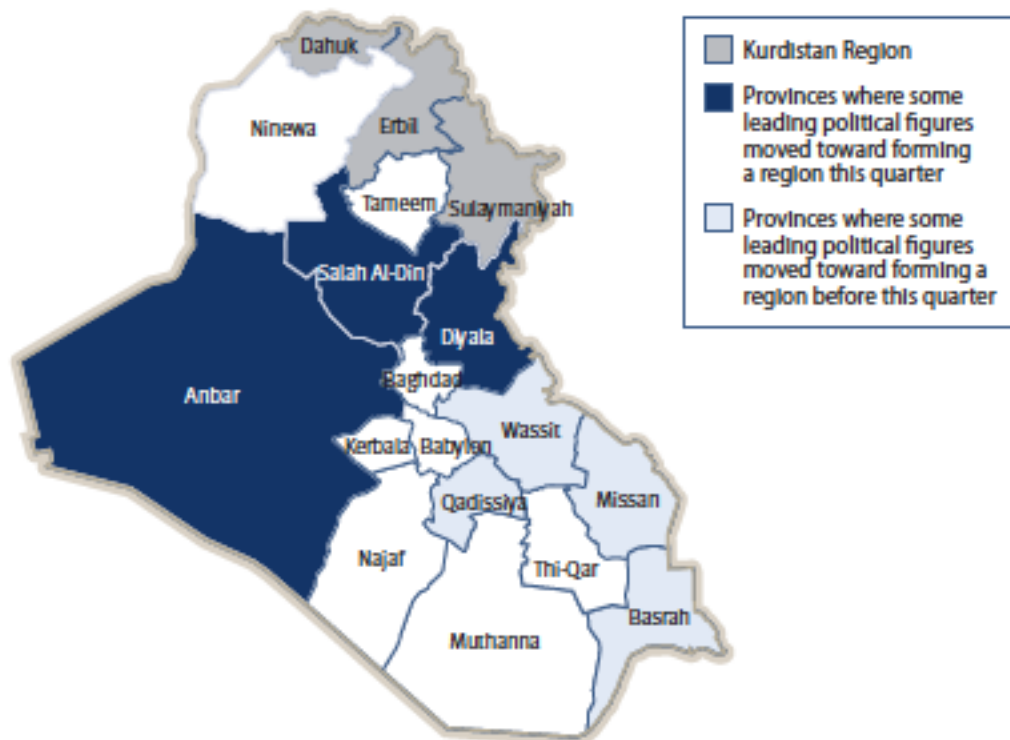 Dahuk
Ninewa
Erbil
Tameem
Sulaymaniyah
Salah Al-Din
Diyala
Anbar
Baghdad
Wassit
Kerbala
Babylon
Qadissiya
Missan
Najaf
Thi-Qar
Basrah
Muthanna
Kurdistan Region
Provinces where some
leading political figures
moved toward forming
a region this quarter
Provinces where some
leading political figures
moved toward forming a
region before this quarter